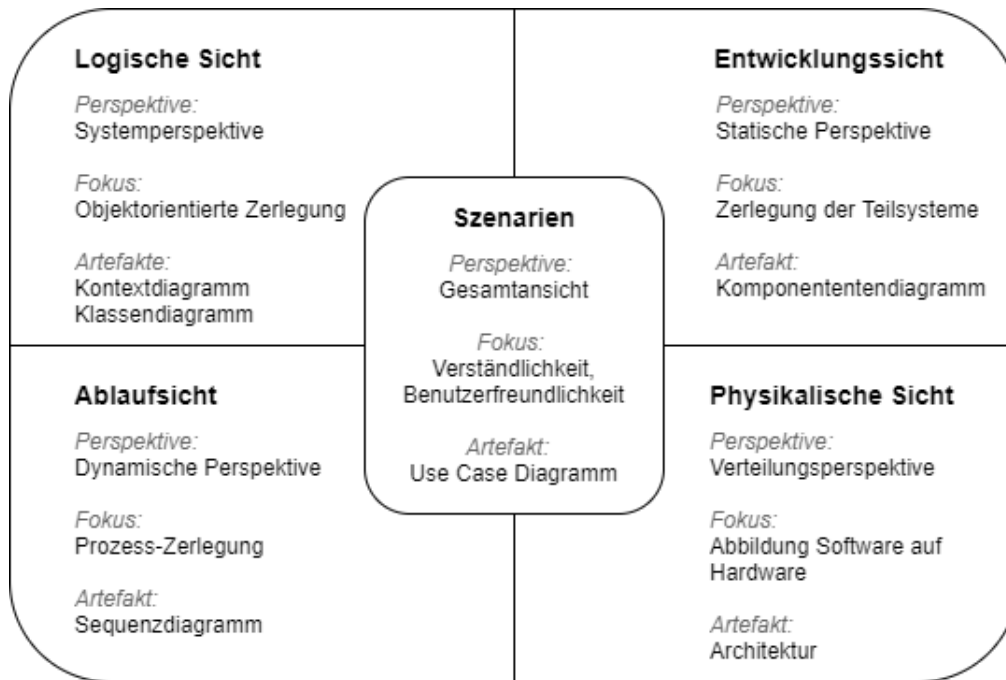 Logische Sicht
Perspektive:
Systemperspektive
Fokus:
Objektorientierte Zerlegung
Artefakte:
Kontextdiagramm
Klassendiagramm
Entwicklungssicht
Perspektive:
Statische Perspektive
Fokus:
Zerlegung der Teilsysteme
Artefakt:
Komponententendiagramm
Szenarien
Perspektive:
Gesamtansicht
Fokus:
Verständlichkeit,
Benutzerfreundlichkeit
Artefakt:
Use Case Diagramm
Ablaufsicht
Perspektive:
Dynamische Perspektive
Fokus:
Prozess-Zerlegung
Artefakt:
Sequenzdiagramm
Physikalische Sicht
Perspektive:
Verteilungsperspektive
Fokus:
Abbildung Software auf
Hardware
Artefakt:
Architektur